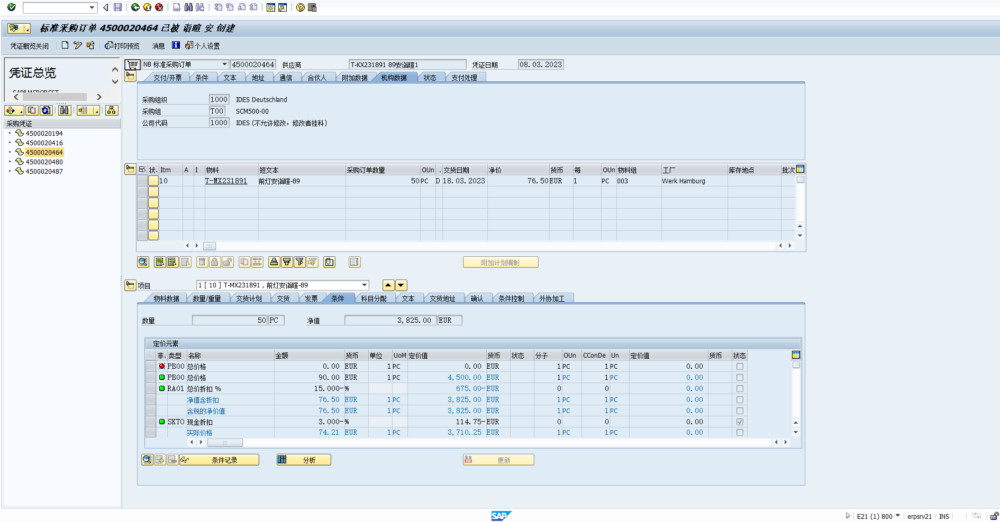 标准采购订单 4500020464 已被 诣暄 安 创建
凭证概览关闭 打印预览 消息 个人设置
凭证总览
采购凭证
4500020194
4500020416
4500020464
4500020480
4500020487
NB 标准采购订单 4500020464 供应商 T-KX231891 89安诣暄1 凭证日期 08.03.2023
交付/开票 条件 文本 地址 通信 合伙人 附加数据 机构数据 状态 支付处理
采购组织 1000 IDES Deutschland
采购组 T00 SCM500-00
公司代码 1000 IDES (不允许修改，修改者挂科)
状. Itm A I 物料 短文本 采购订单数量 OUn . 交货日期 净价 货币 每 OUn 物料组 工厂 库存地点 批次
10 T-MX231891 前灯安诣暄-89 50 PC D 18.03.2023 76.50 EUR 1 PC 003 Werk Hamburg
附加计划编制
项目 1 [ 10 ] T-MX231891 , 前灯安诣暄-89
物料数据 数量/重量 交货计划 交货 发票 条件 科目分配 文本 交货地址 确认 条件控制 外协加工
数量 50 PC 净值 3,825.00 EUR
定价元素
非. 类型 名称 金额 货币 单位 UoM 定价值 货币 状态 分子 OUn CConDe Un 定价值 货币 状态
PB00 总价格 0.00 EUR 1 PC 0.00 EUR 1 PC 1 PC 0.00
PB00 总价格 90.00 EUR 1 PC 4,500.00 EUR 1 PC 1 PC 0.00
RA01 总价折扣 % 15.000- % 675.00- EUR 0 0 0.00
净值含折扣 76.50 EUR 1 PC 3,825.00 EUR 1 PC 1 PC 0.00
含税的净价值 76.50 EUR 1 PC 3,825.00 EUR 1 PC 1 PC 0.00
SKTO 现金折扣 3.000- % 114.75- EUR 0 0 0.00
实际价格 74.21 EUR 1 PC 3,710.25 EUR 1 PC 1 PC 0.00
条件记录 分析 更新
SAP E21 (1) 800 erpsrv21 INS